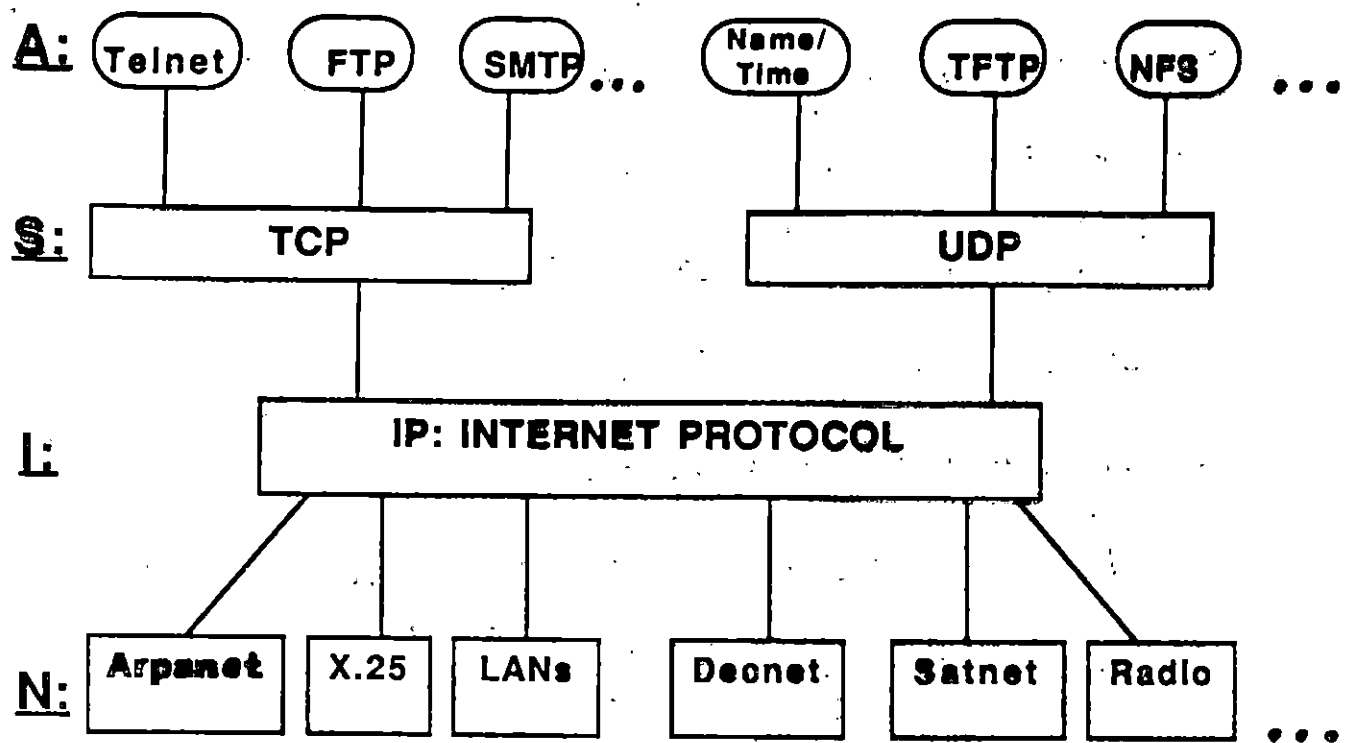 A: Telnet FTP SMTP ... Name/ Time TFTP NFS ...
S: TCP UDP
I: IP: INTERNET PROTOCOL
N: Arpanet X.25 LANs Decnet Satnet Radio ...